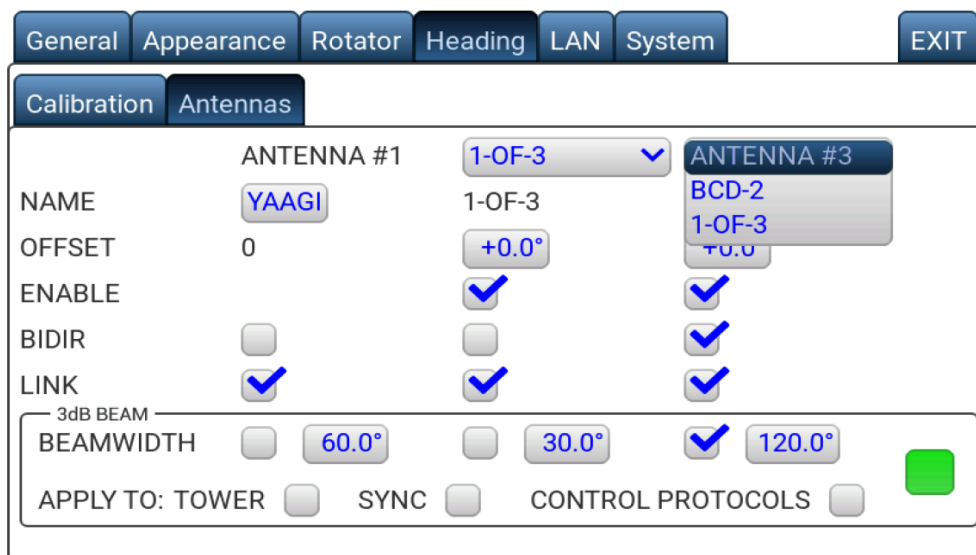 General Appearance Rotator Heading LAN System EXIT
Calibration Antennas
ANTENNA #1 1-OF-3 ANTENNA #3
BCD-2
1-OF-3
NAME YAAGI 1-OF-3
OFFSET 0 +0.0° +0.0
ENABLE
BIDIR
LINK
3dB BEAM
BEAMWIDTH 60.0° 30.0° 120.0°
APPLY TO: TOWER SYNC CONTROL PROTOCOLS